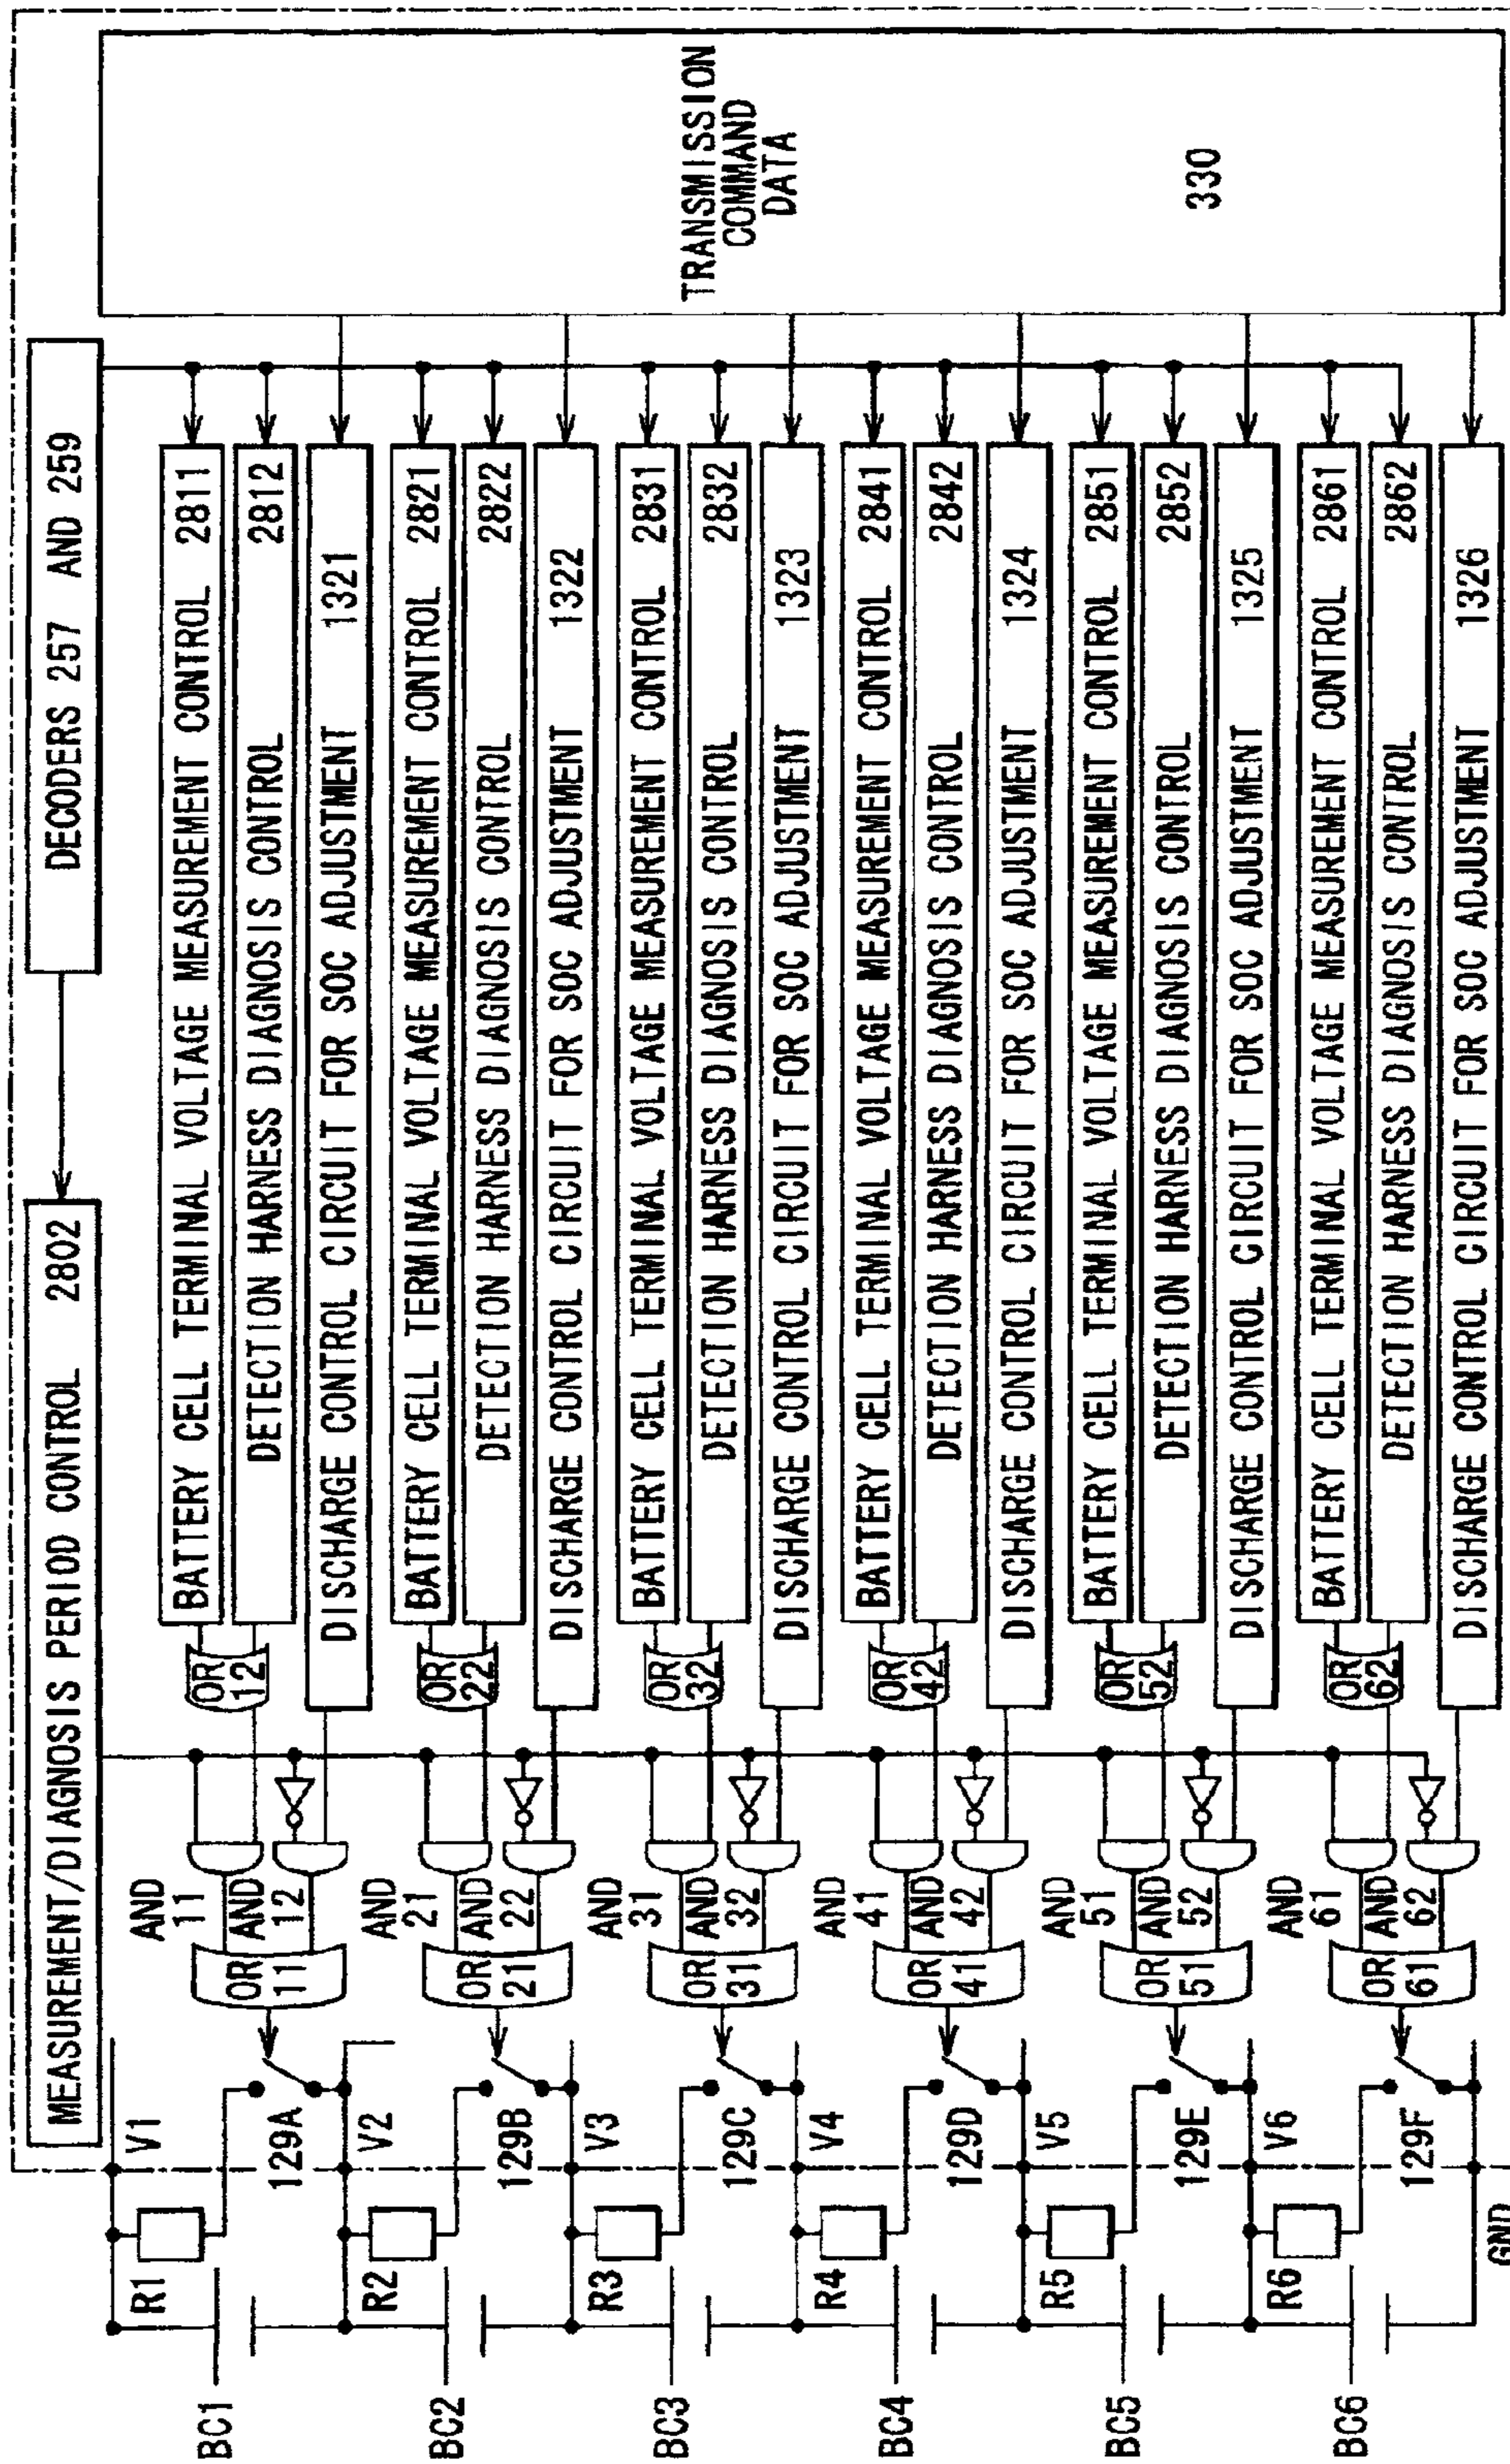 MEASUREMENT/DIAGNOSIS PERIOD CONTROL 2802
DECODERS 257 AND 259
TRANSMISSION
COMMAND
DATA
330
BC1
R1
V1
129A
OR
11
AND
11
AND
12
OR
12
BATTERY CELL TERMINAL VOLTAGE MEASUREMENT CONTROL 2811
DETECTION HARNESS DIAGNOSIS CONTROL 2812
DISCHARGE CONTROL CIRCUIT FOR SOC ADJUSTMENT 1321
BC2
R2
V2
129B
OR
21
AND
21
AND
22
OR
22
BATTERY CELL TERMINAL VOLTAGE MEASUREMENT CONTROL 2821
DETECTION HARNESS DIAGNOSIS CONTROL 2822
DISCHARGE CONTROL CIRCUIT FOR SOC ADJUSTMENT 1322
BC3
R3
V3
129C
OR
31
AND
31
AND
32
OR
32
BATTERY CELL TERMINAL VOLTAGE MEASUREMENT CONTROL 2831
DETECTION HARNESS DIAGNOSIS CONTROL 2832
DISCHARGE CONTROL CIRCUIT FOR SOC ADJUSTMENT 1323
BC4
R4
V4
129D
OR
41
AND
41
AND
42
OR
42
BATTERY CELL TERMINAL VOLTAGE MEASUREMENT CONTROL 2841
DETECTION HARNESS DIAGNOSIS CONTROL 2842
DISCHARGE CONTROL CIRCUIT FOR SOC ADJUSTMENT 1324
BC5
R5
V5
129E
OR
51
AND
51
AND
52
OR
52
BATTERY CELL TERMINAL VOLTAGE MEASUREMENT CONTROL 2851
DETECTION HARNESS DIAGNOSIS CONTROL 2852
DISCHARGE CONTROL CIRCUIT FOR SOC ADJUSTMENT 1325
BC6
R6
V6
129F
OR
61
AND
61
AND
62
OR
62
BATTERY CELL TERMINAL VOLTAGE MEASUREMENT CONTROL 2861
DETECTION HARNESS DIAGNOSIS CONTROL 2862
DISCHARGE CONTROL CIRCUIT FOR SOC ADJUSTMENT 1326
GND